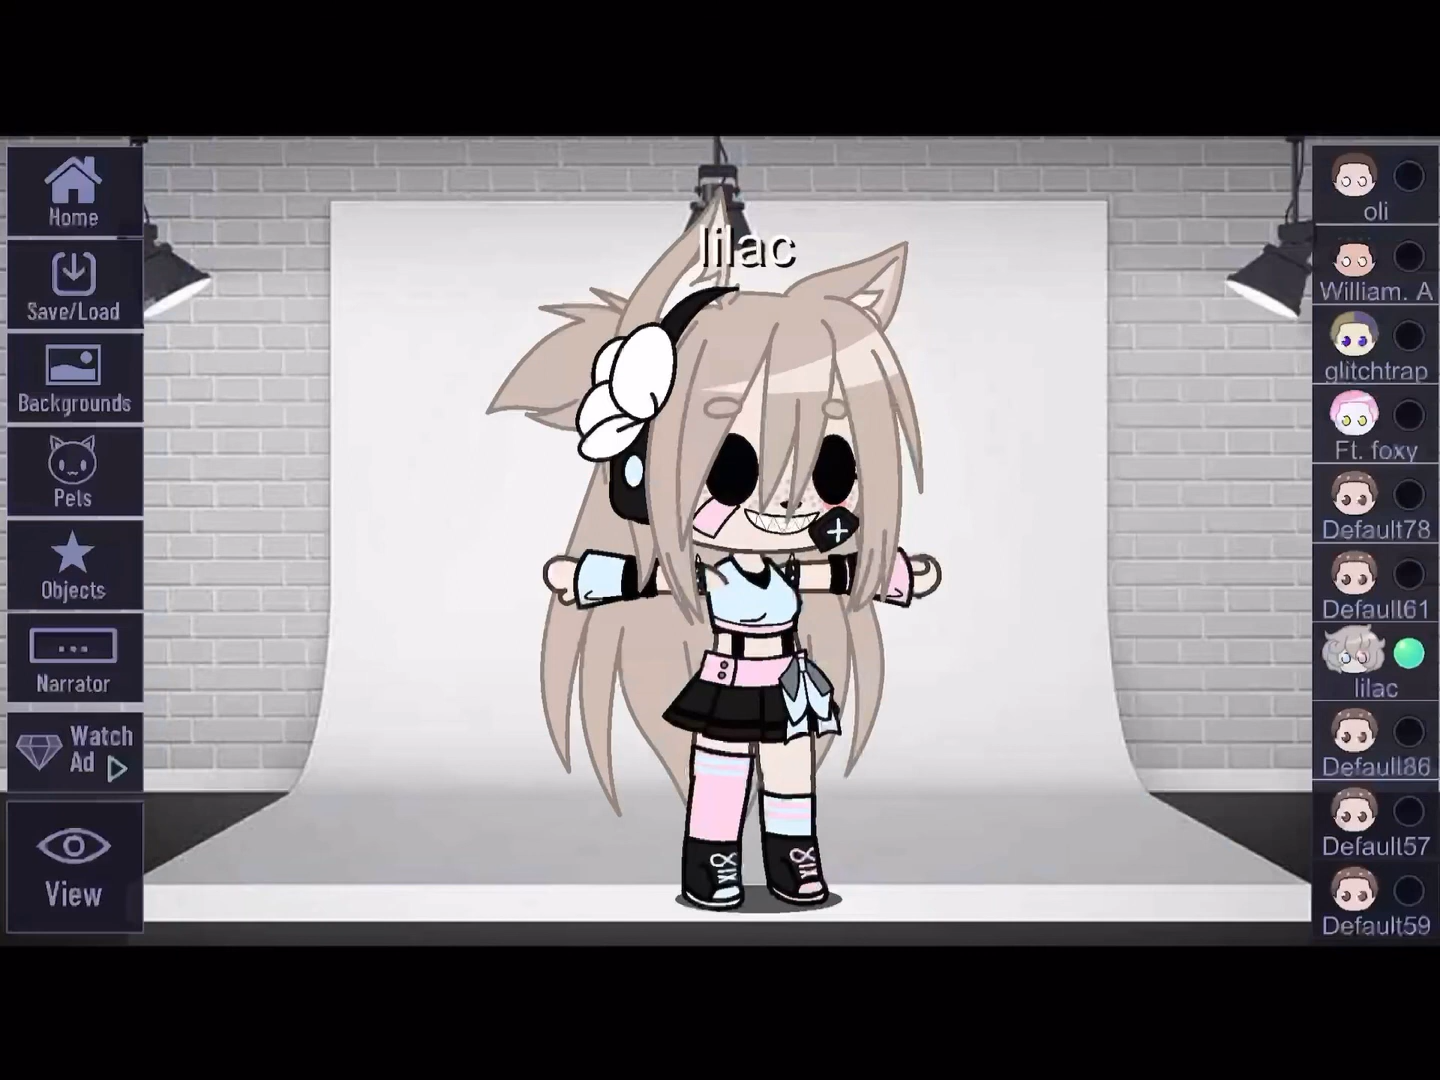 Home
Save/Load
Backgrounds
Pets
Objects
Narrator
Watch
Ad
View
lilac
oli
William. A
glitchtrap
Ft. foxy
Default78
Default61
lilac
Default86
Default57
Default59